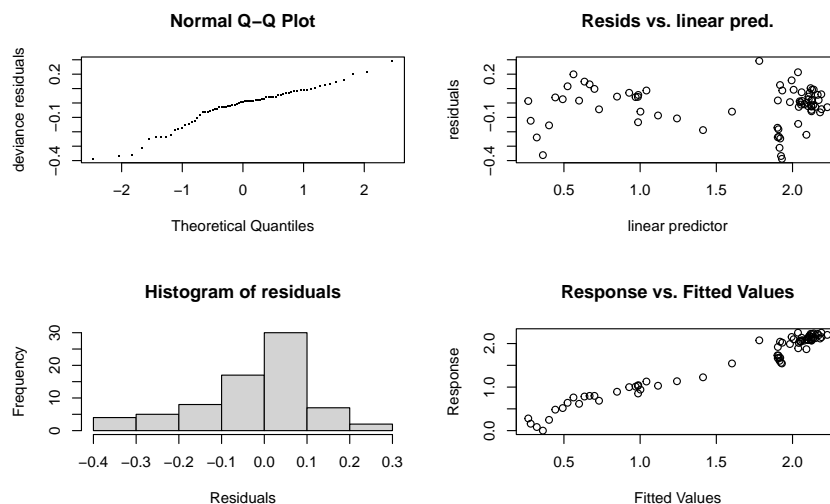 Normal Q−Q Plot
deviance residuals
−0.4 −0.1 0.2
−2 −1 0 1 2
Theoretical Quantiles
Resids vs. linear pred.
residuals
−0.4 −0.1 0.2
0.5 1.0 1.5 2.0
linear predictor
Histogram of residuals
Frequency
0 10 30
−0.4 −0.3 −0.2 −0.1 0.0 0.1 0.2 0.3
Residuals
Response vs. Fitted Values
Response
0.0 1.0 2.0
0.5 1.0 1.5 2.0
Fitted Values